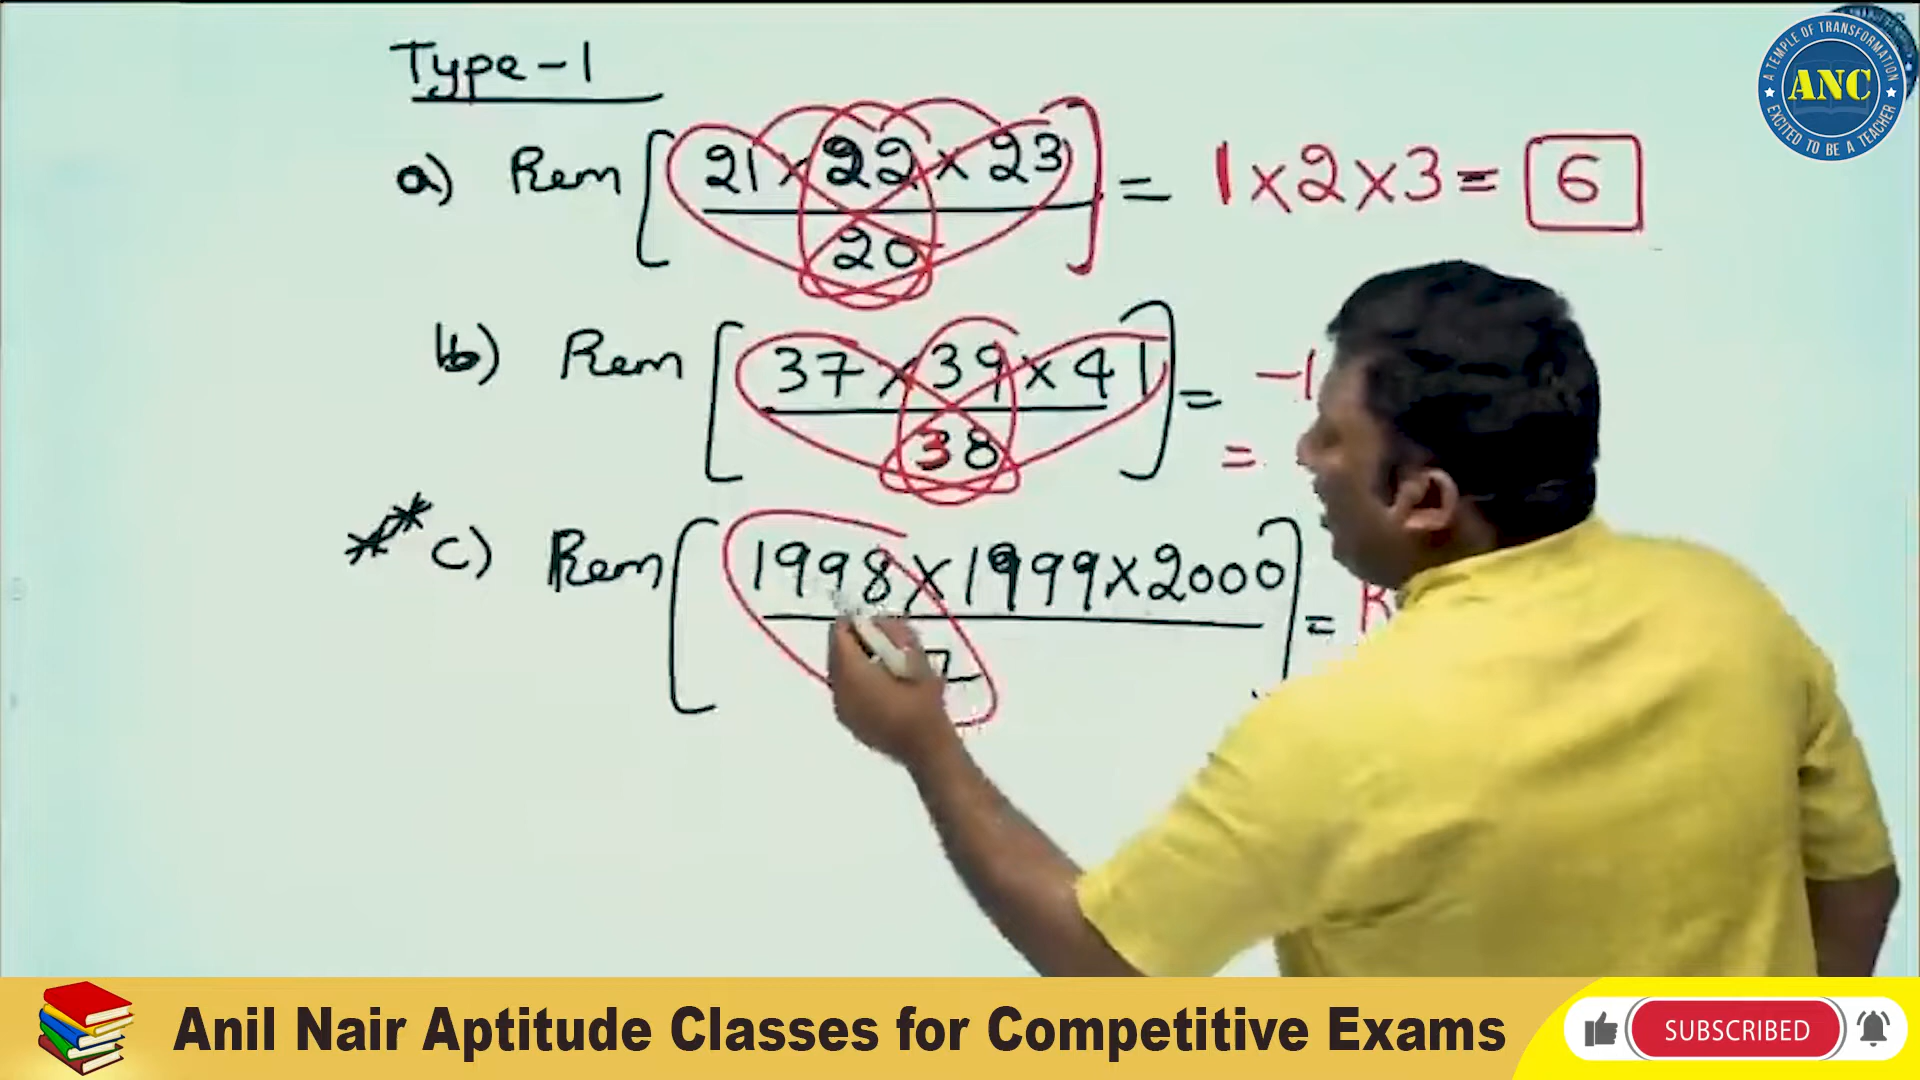 Type-1
a) Rem [21 × 22 × 23 / 20] = 1 × 2 × 3 = 6
b) Rem [37 × 39 × 41 / 38] = -1
=
** c) Rem [1998 × 1999 × 2000 / 7] = R
A TEMPLE OF TRANSFORMATION
ANC
EXCITED TO BE A TEACHER
Anil Nair Aptitude Classes for Competitive Exams
SUBSCRIBED